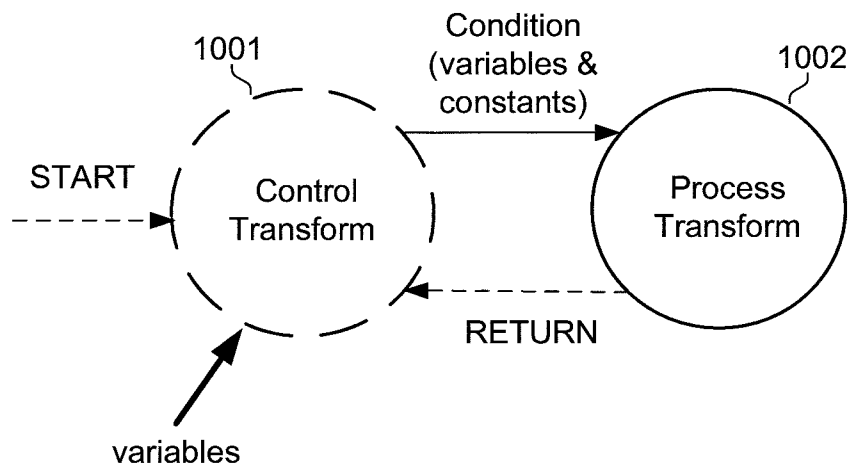 1001
Condition
(variables &
constants)
1002
START
Control
Transform
Process
Transform
RETURN
variables